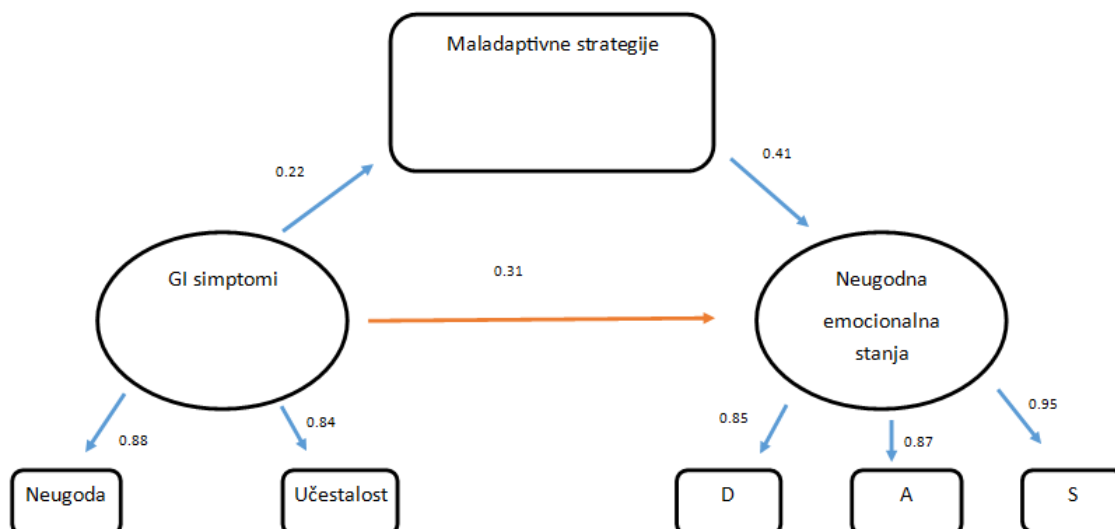 Maladaptivne strategije
0.22
0.41
GI simptomi
0.31
Neugodna
emocionalna
stanja
0.88
0.84
0.85
0.87
0.95
Neugoda
Učestalost
D
A
S